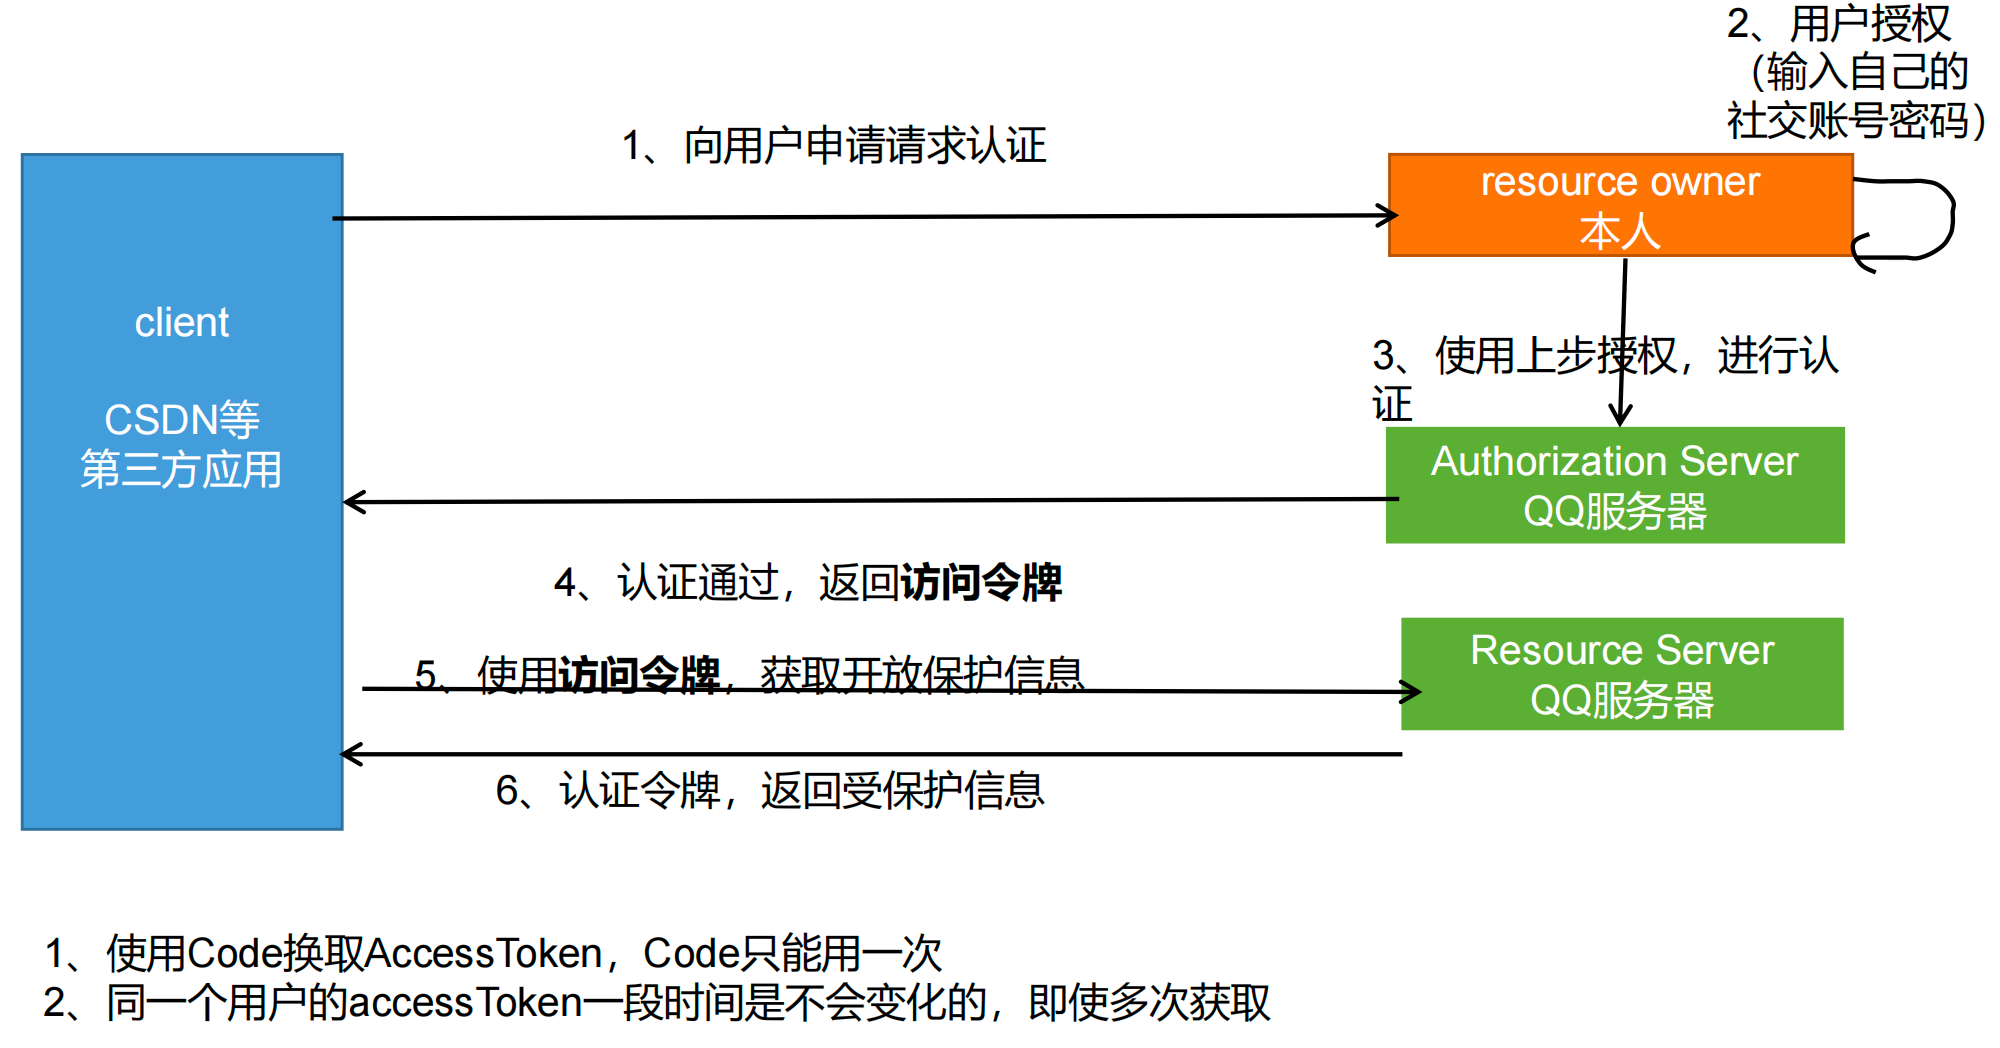 2、用户授权
（输入自己的
社交账号密码）
1、向用户申请请求认证
resource owner
本人
client
CSDN等
第三方应用
3、使用上步授权，进行认
证
Authorization Server
QQ服务器
4、认证通过，返回访问令牌
5、使用访问令牌，获取开放保护信息
Resource Server
QQ服务器
6、认证令牌，返回受保护信息
1、使用Code换取AccessToken，Code只能用一次
2、同一个用户的accessToken一段时间是不会变化的，即使多次获取